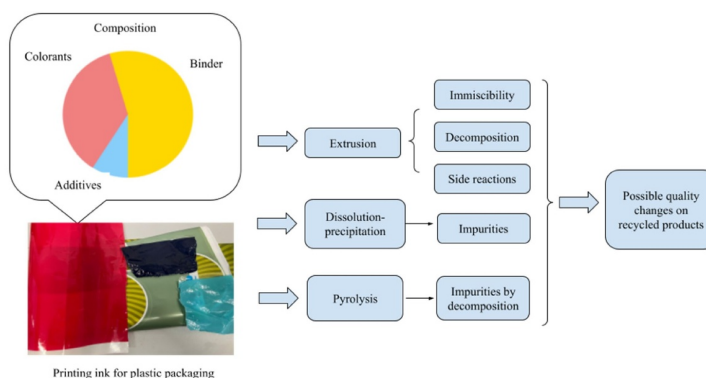 Composition
Colorants
Binder
Additives
Printing ink for plastic packaging
Extrusion
Dissolution-
precipitation
Pyrolysis
Immiscibility
Decomposition
Side reactions
Impurities
Impurities by
decomposition
Possible quality
changes on
recycled products